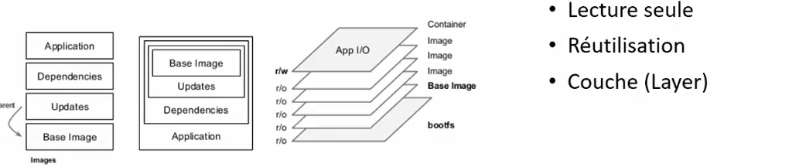 Application
Dependencies
Updates
Base Image
Images
Base Image
Updates
Dependencies
Application
App I/O
r/w
r/o
r/o
r/o
r/o
r/o
Container
Image
Image
Image
Base Image
bootfs
• Lecture seule
• Réutilisation
• Couche (Layer)